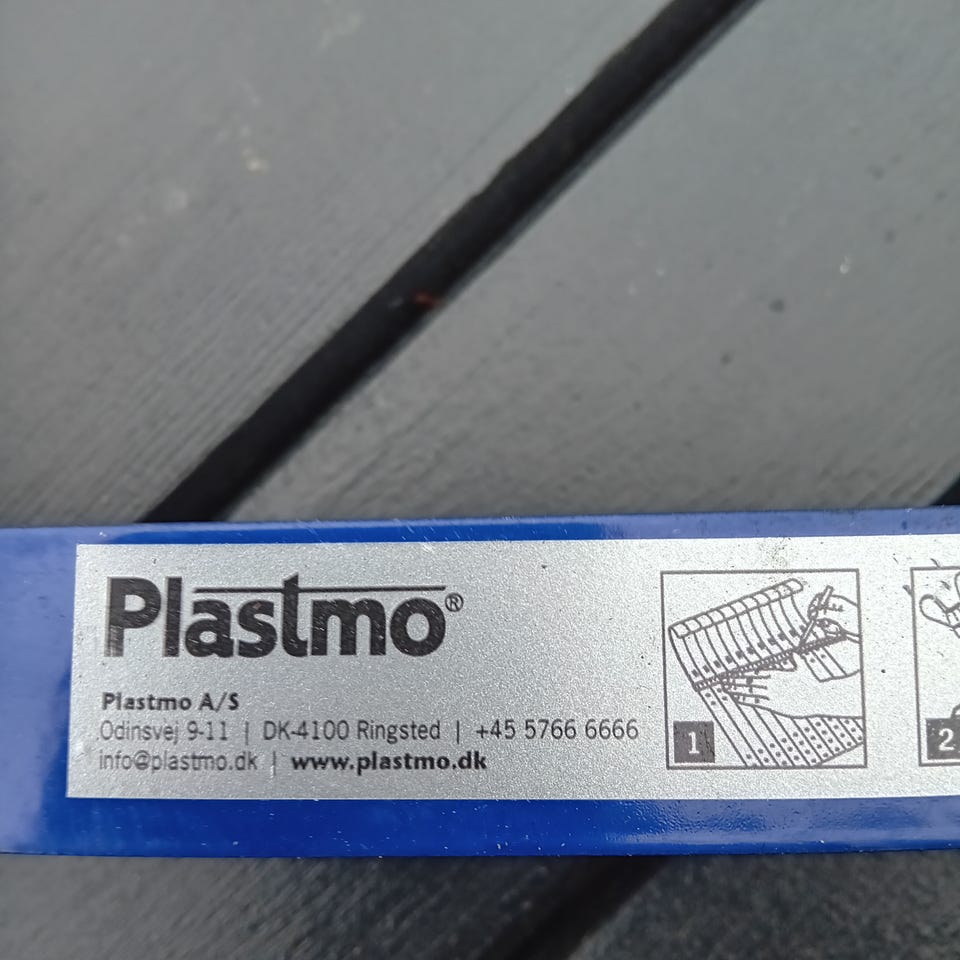 Plastmo®
Plastmo A/S
Odinsvej 9-11 | DK-4100 Ringsted | +45 5766 6666
info@plastmo.dk | www.plastmo.dk
1
2